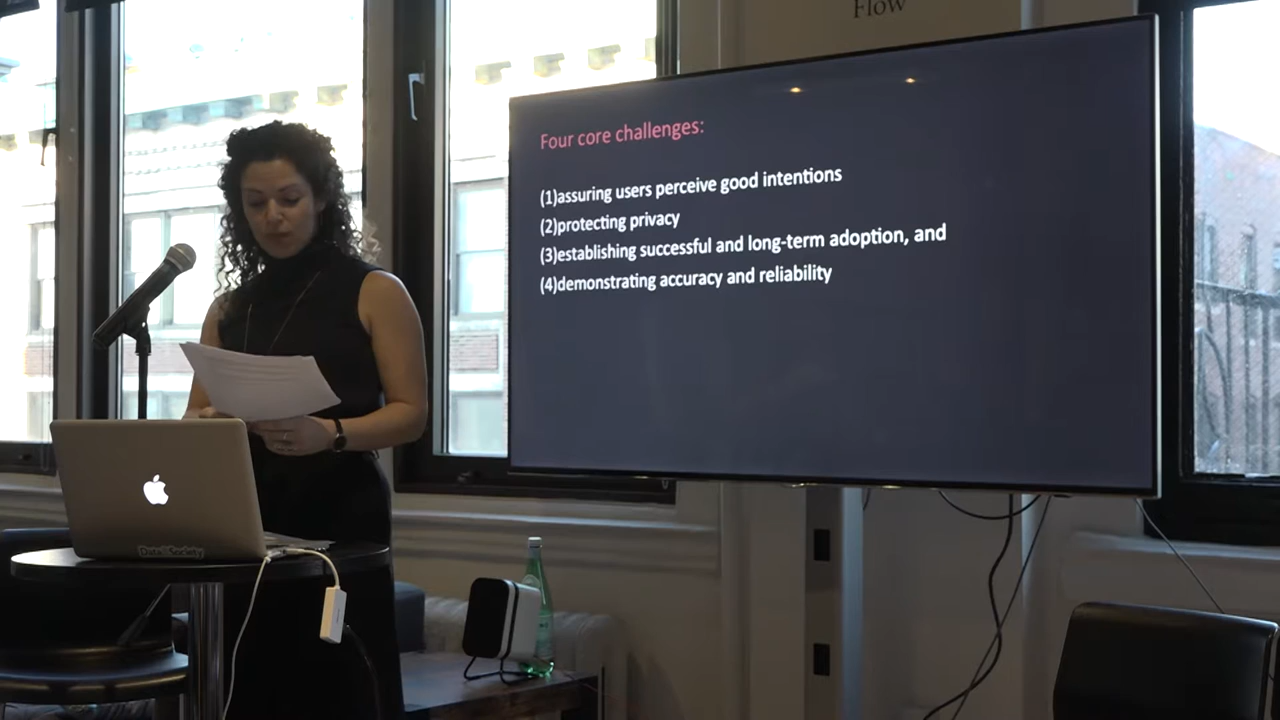 Flow
Four core challenges:
(1)assuring users perceive good intentions
(2)protecting privacy
(3)establishing successful and long-term adoption, and
(4)demonstrating accuracy and reliability
Data&Society